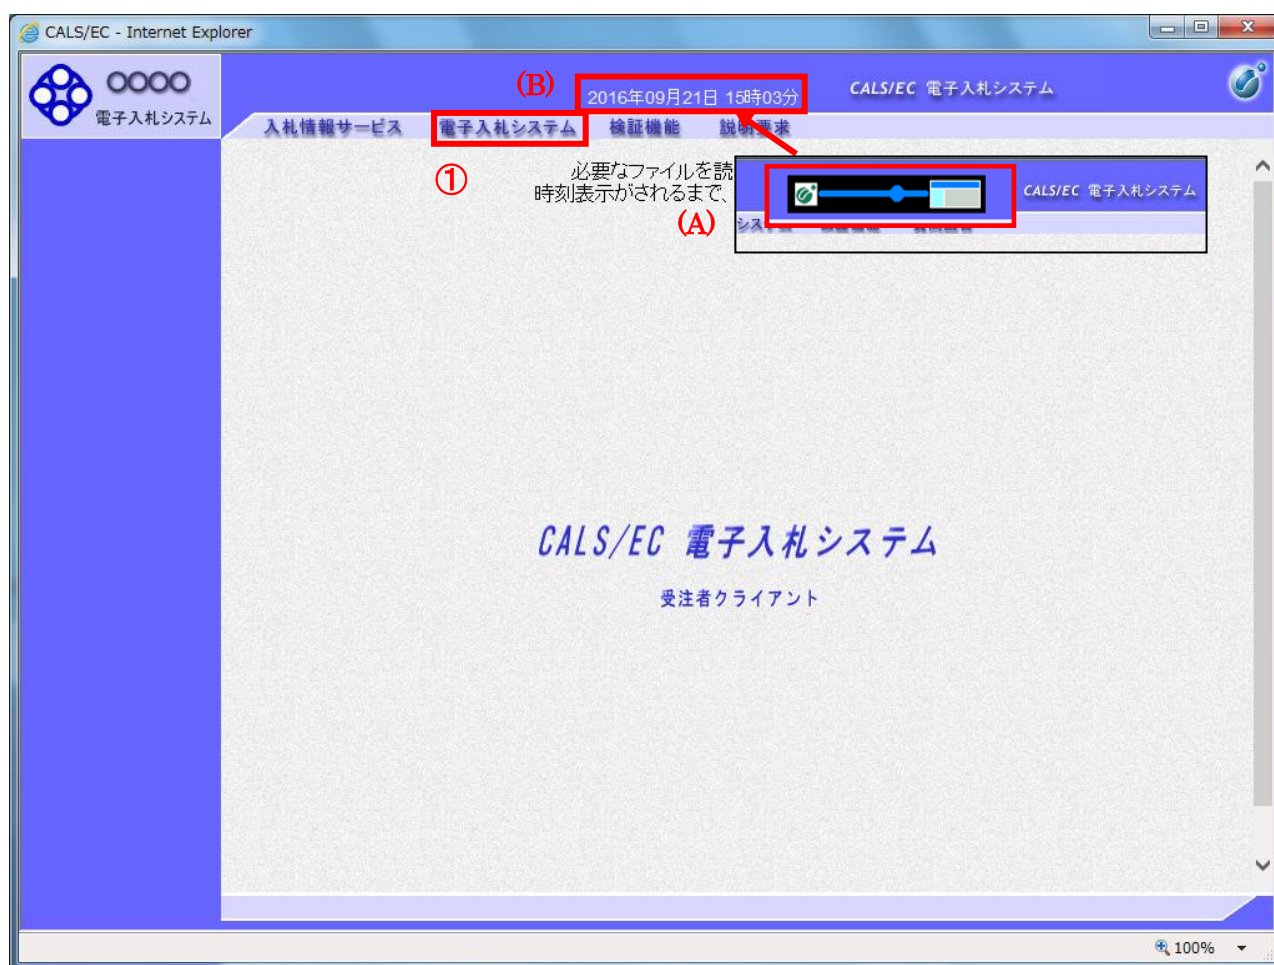 CALS/EC - Internet Explorer
OOOO
電子入札システム
(B)
2016年09月21日 15時03分
CALS/EC 電子入札システム
入札情報サービス 電子入札システム 検証機能 説明要求
①
必要なファイルを読
時刻表示がされるまで、
(A)
CALS/EC 電子入札システム
CALS/EC 電子入札システム
受注者クライアント
100%